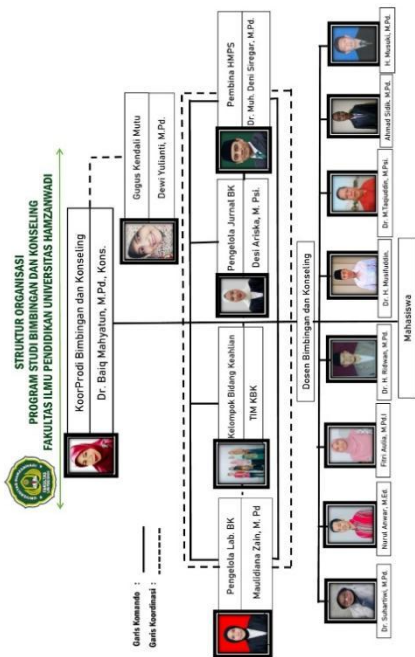 STRUKTUR ORGANISASI
PROGRAM STUDI BIMBINGAN DAN KONSELING
FAKULTAS ILMU PENDIDIKAN UNIVERSITAS HAMZANWADI
KoorProdi Bimbingan dan Konseling
Dr. Baiq Mahyatun, M.Pd., Kons.
Garis Komando :
Garis Koordinasi :
Gugus Kendali Mutu
Dewi Yulianti, M.Pd.
Pengelola Lab. BK
Maulidiana Zain, M. Pd
Kelompok Bidang Keahlian
TIM KBK
Pengelola Jurnal BK
Desi Ariska, M. Psi.
Pembina HMPS
Dr. Muh. Deni Siregar, M.Pd.
Dosen Bimbingan dan Konseling
Dr. Suhartiwi, M.Pd.
Nurul Anwar, M.Ed.
Fitri Aulia, M.Pd.I
Dr. H. Ridwan, M.Pd.
Dr. H. Musifuddin,
Dr. M.Taqiuddin, M.Psi.
Ahmad Sidik, M.Pd.
H. Musuki, M.Pd.
Mahasiswa